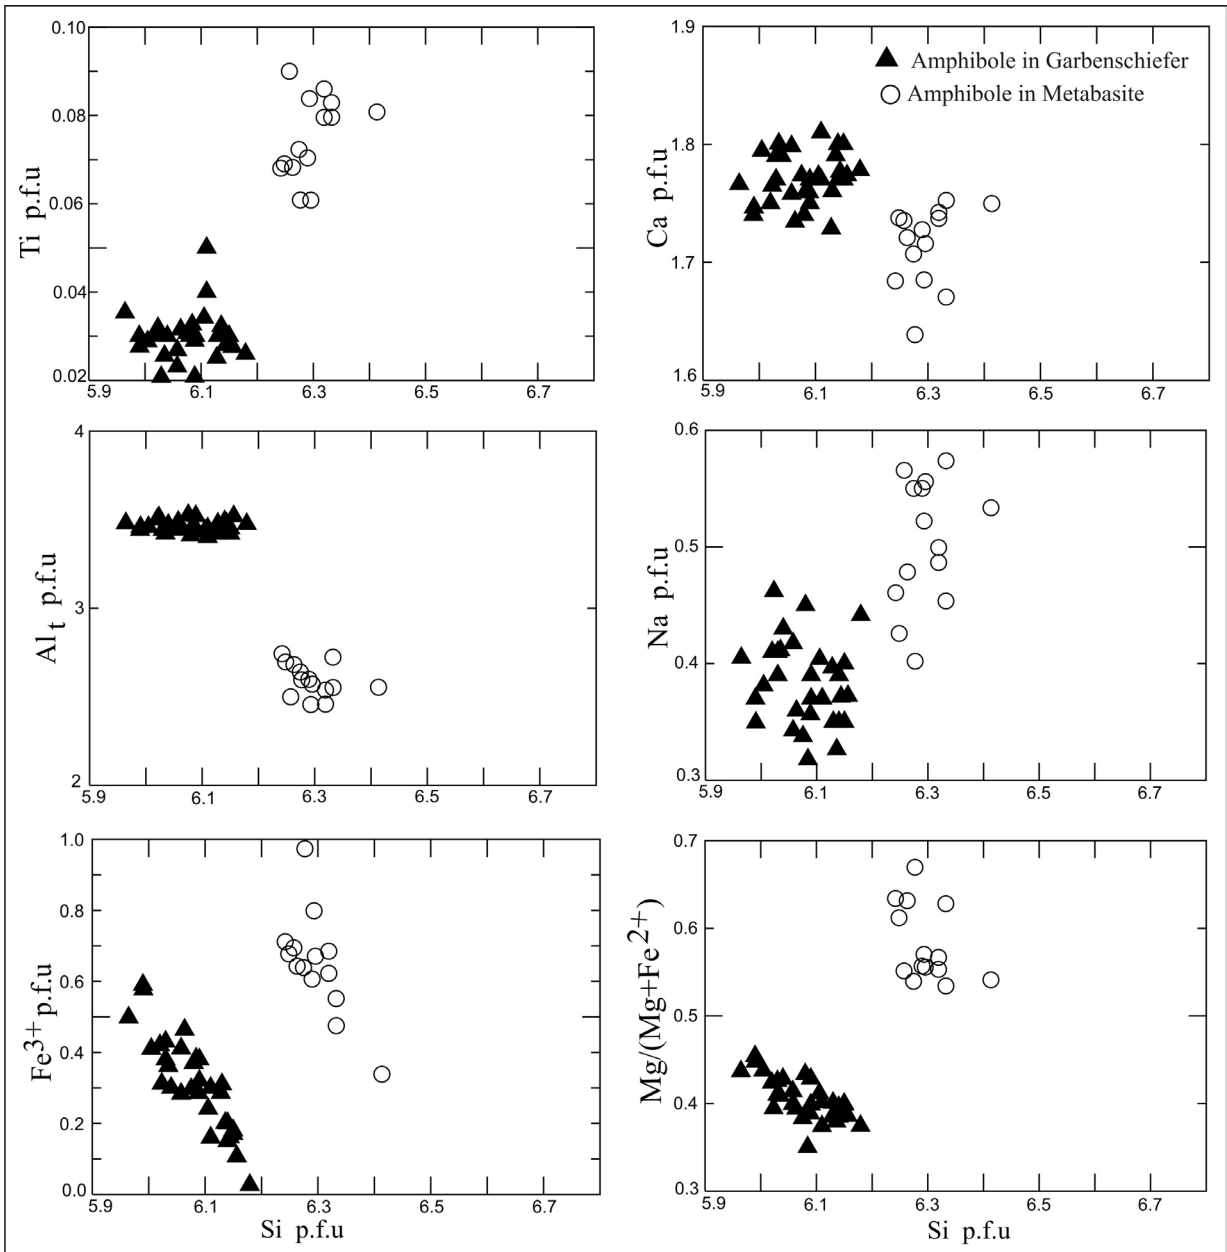 0.10
0.08
0.06
0.04
0.02
Ti p.f.u
5.9 6.1 6.3 6.5 6.7
1.9
1.8
1.7
1.6
Ca p.f.u
Amphibole in Garbenschiefer
Amphibole in Metabasite
5.9 6.1 6.3 6.5 6.7
4
3
2
Alt p.f.u
5.9 6.1 6.3 6.5 6.7
0.6
0.5
0.4
0.3
Na p.f.u
5.9 6.1 6.3 6.5 6.7
1.0
0.8
0.6
0.4
0.2
0.0
Fe3+ p.f.u
5.9 6.1 6.3 6.5 6.7
Si p.f.u
0.7
0.6
0.5
0.4
0.3
Mg/(Mg+Fe2+)
5.9 6.1 6.3 6.5 6.7
Si p.f.u